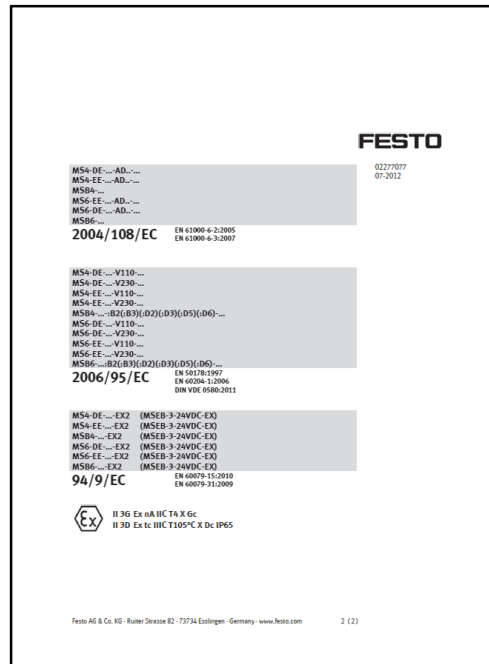 FESTO
02277077
07-2012
MS4-DE-...-AD..-...
MS4-EE-...-AD..-...
MSB4-...
MS6-EE-...-AD..-...
MS6-DE-...-AD..-...
MSB6-...
2004/108/EC EN 61000-6-2:2005
EN 61000-6-3:2007
MS4-DE-...-V110-...
MS4-DE-...-V230-...
MS4-EE-...-V110-...
MS4-EE-...-V230-...
MSB4-...-:B2(:B3)(:D2)(:D3)(:D5)(:D6)-...
MS6-DE-...-V110-...
MS6-DE-...-V230-...
MS6-EE-...-V110-...
MS6-EE-...-V230-...
MSB6-...:B2(:B3)(:D2)(:D3)(:D5)(:D6)-...
2006/95/EC EN 50178:1997
EN 60204-1:2006
DIN VDE 0580:2011
MS4-DE-...-EX2 (MSEB-3-24VDC-EX)
MS4-EE-...-EX2 (MSEB-3-24VDC-EX)
MSB4-...-EX2 (MSEB-3-24VDC-EX)
MS6-DE-...-EX2 (MSEB-3-24VDC-EX)
MS6-EE-...-EX2 (MSEB-3-24VDC-EX)
MSB6-...-EX2 (MSEB-3-24VDC-EX)
94/9/EC EN 60079-15:2010
EN 60079-31:2009
Ex II 3G Ex nA IIC T4 X Gc
II 3D Ex tc IIIC T105°C X Dc IP65
Festo AG & Co. KG - Ruiter Strasse 82 - 73734 Esslingen - Germany - www.festo.com 2 (2)